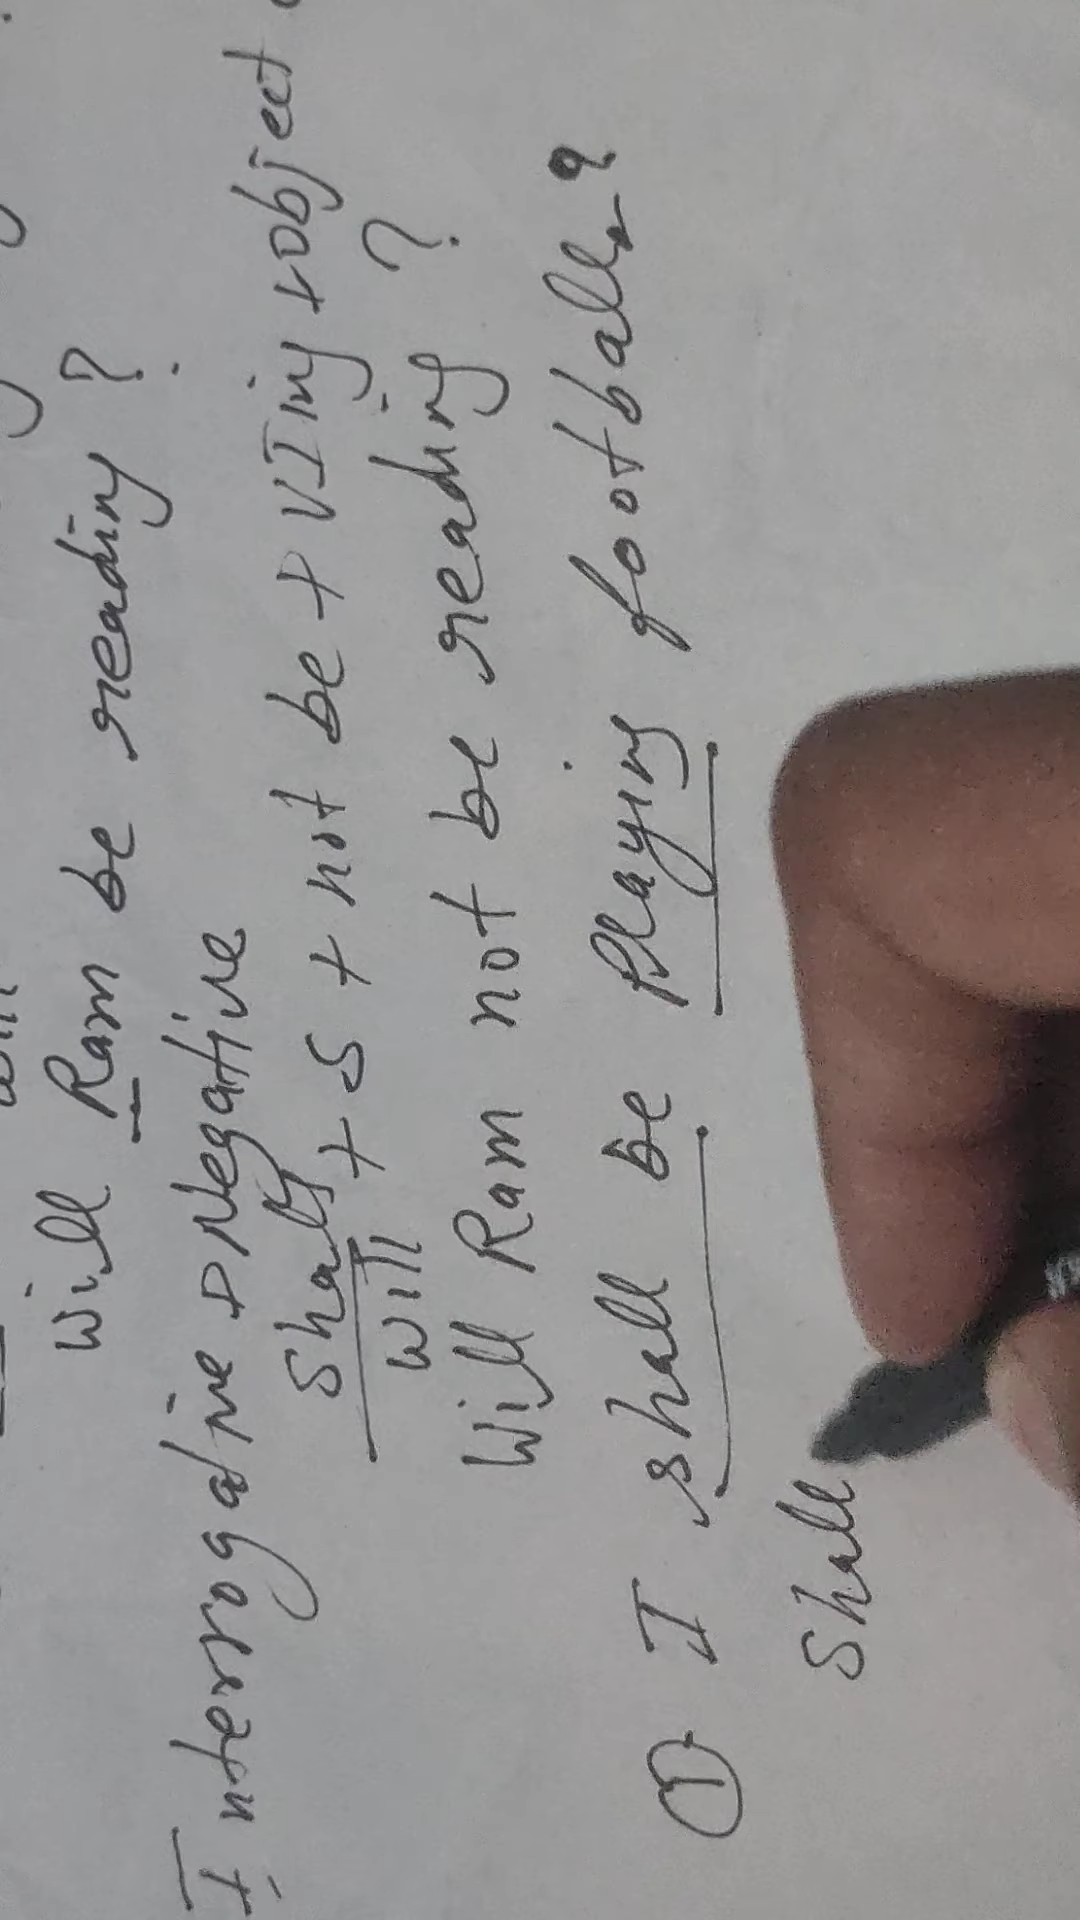 will
Will Ram be reading ?
Interrogative + Negative
Shall/Will + S + not be + VIing + object
Will Ram not be reading ?
① I shall be Playing football ?
Shall